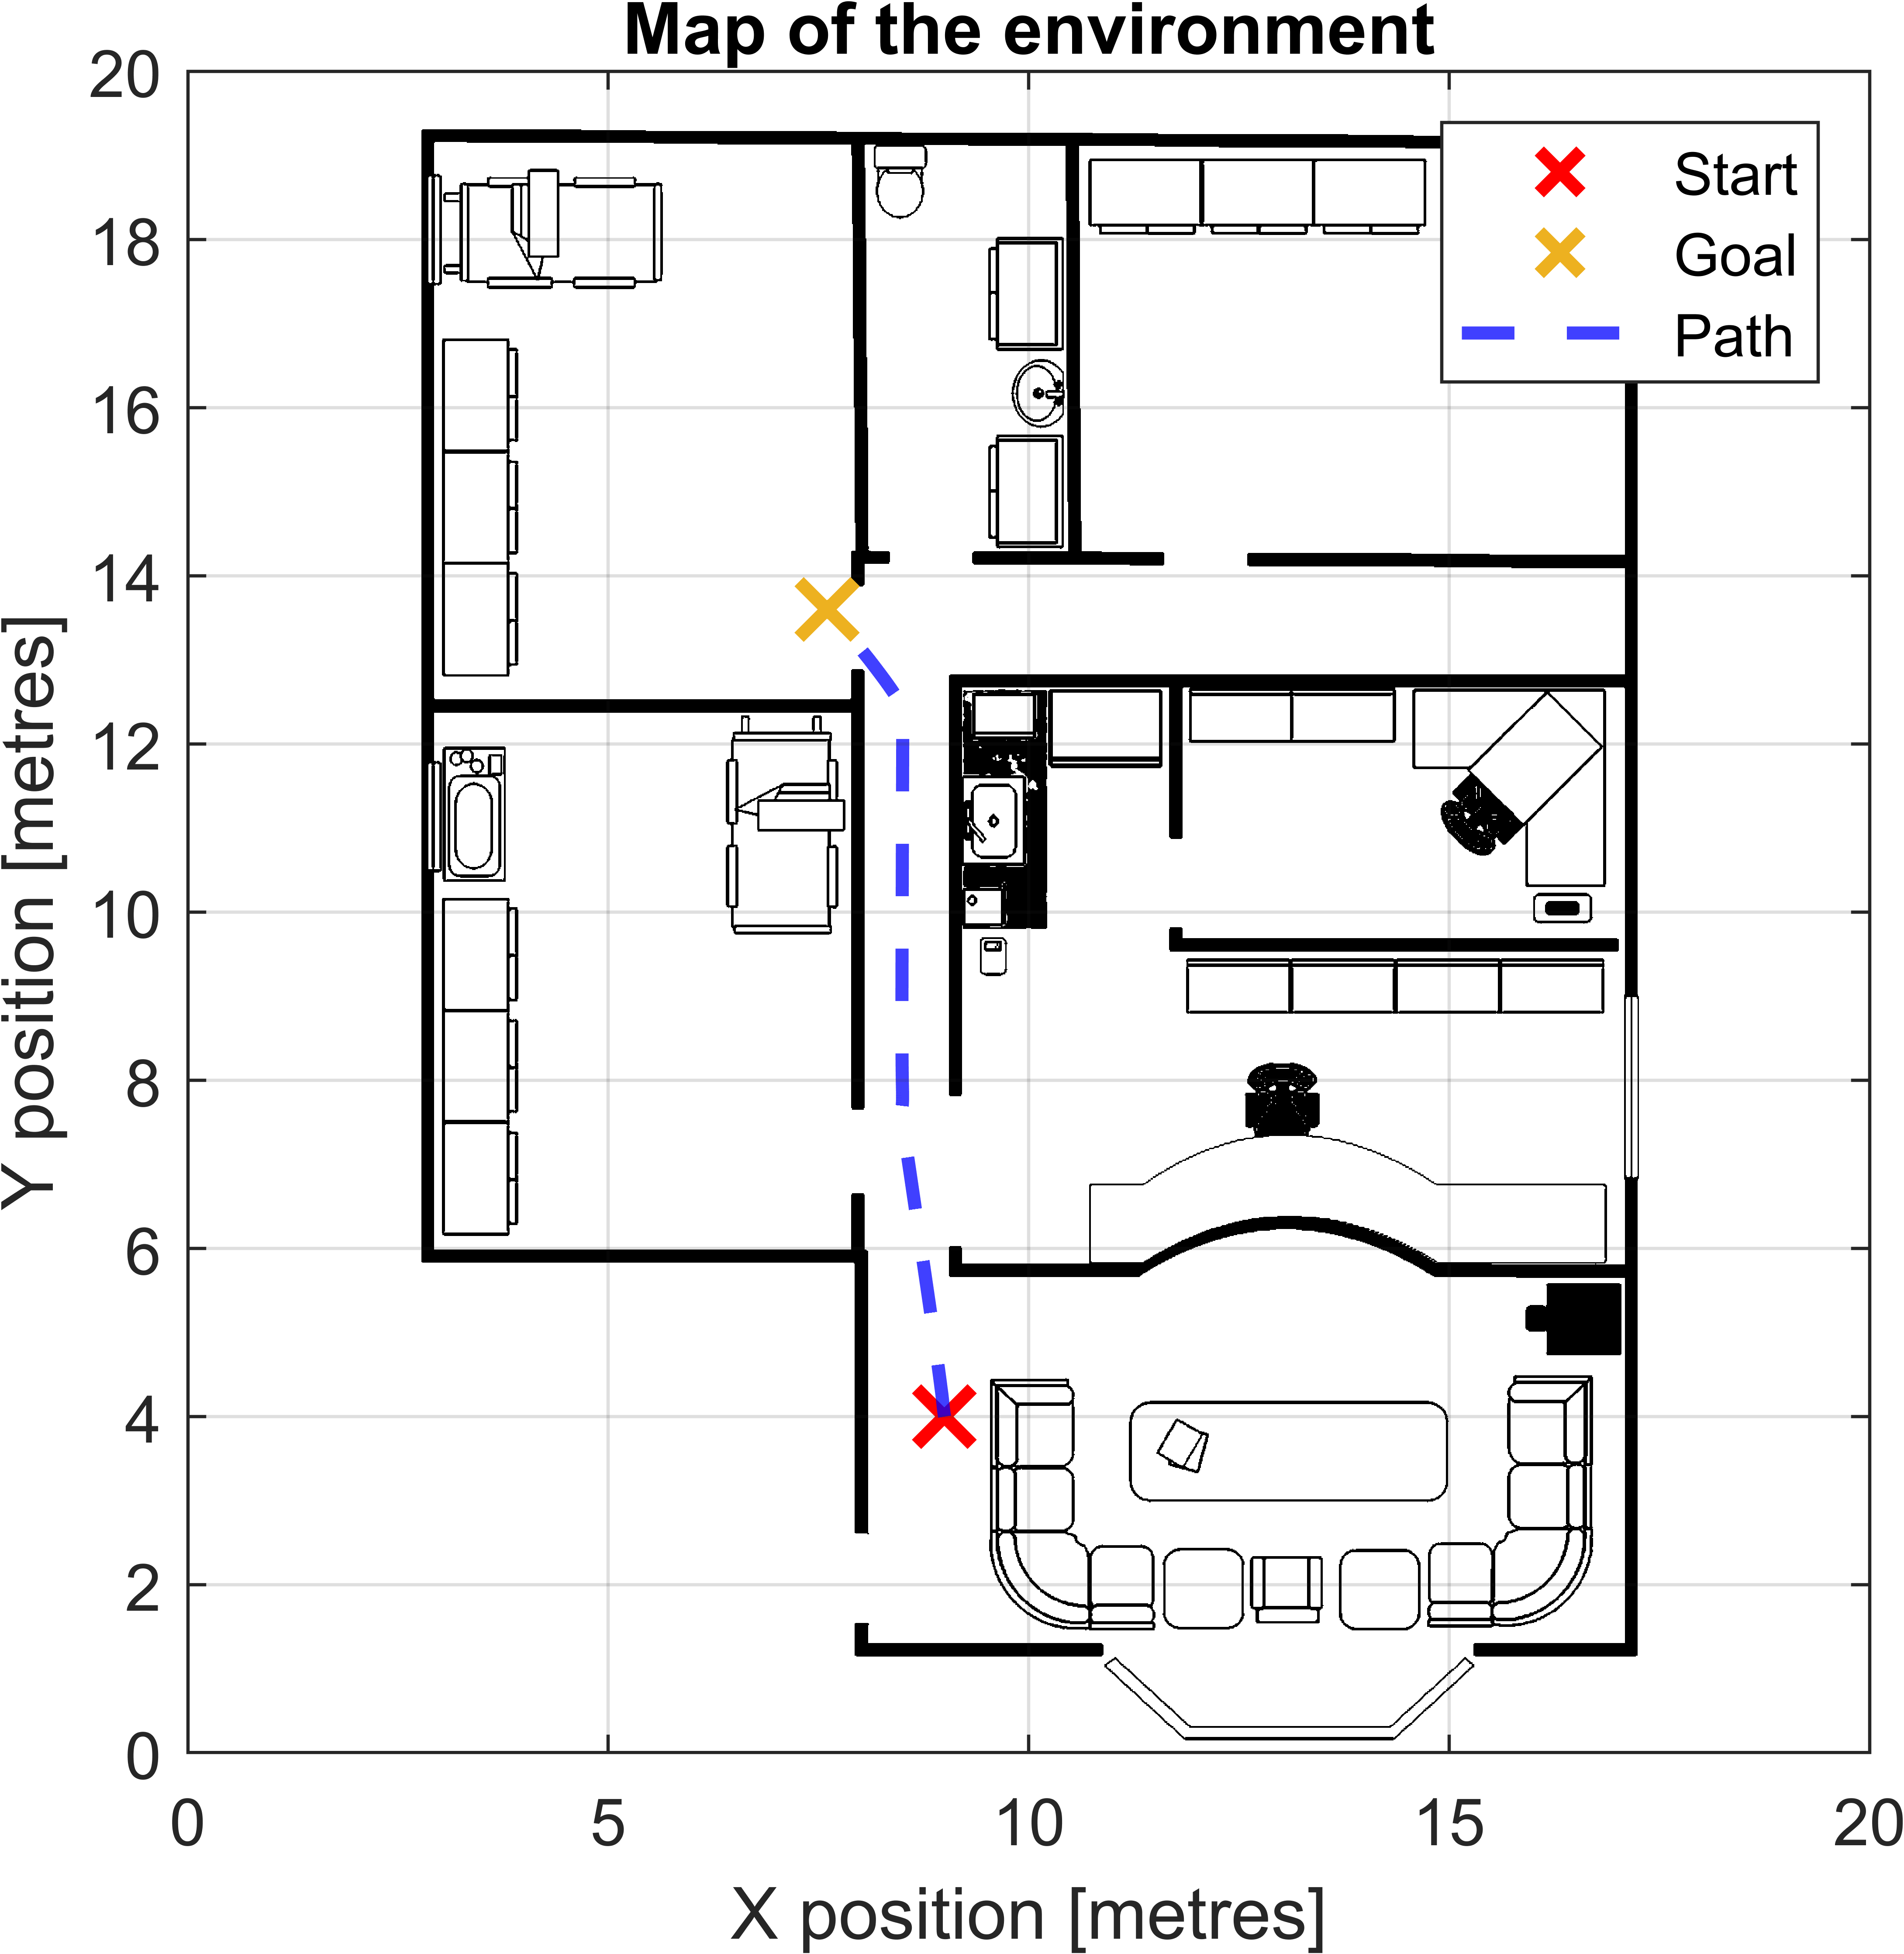 Map of the environment
20
18
16
14
12
10
8
6
4
2
0
Y position [metres]
Start
Goal
Path
0 5 10 15 20
X position [metres]